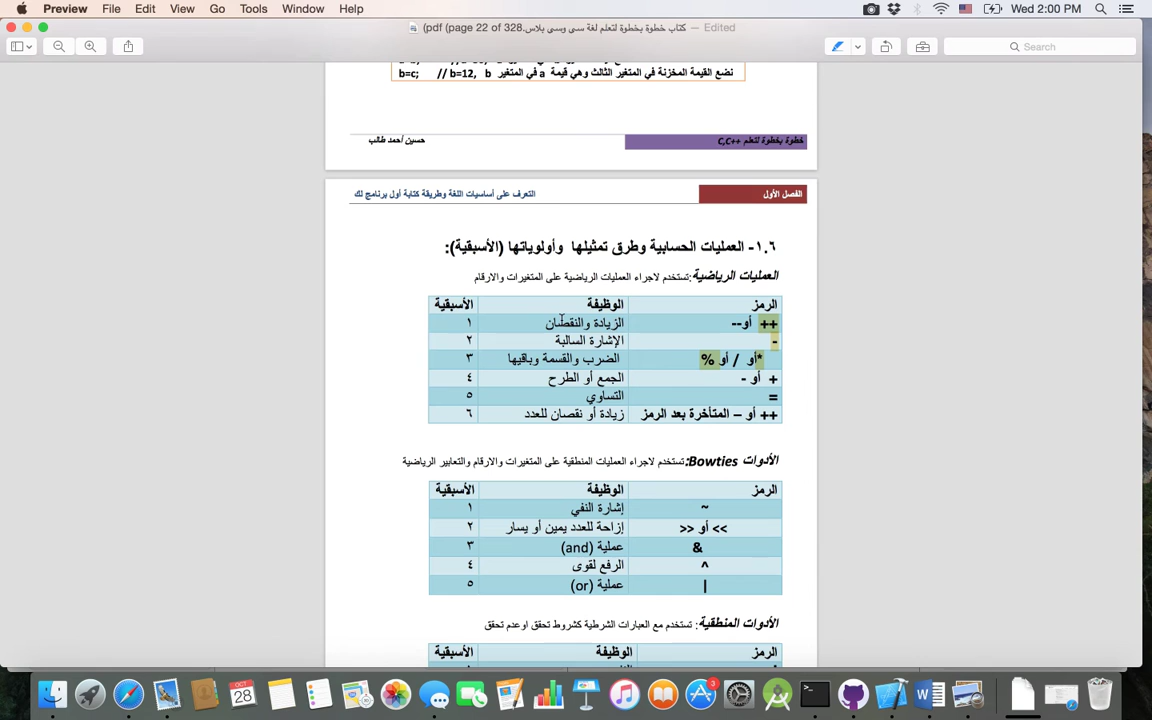 Preview File Edit View Go Tools Window Help Wed 2:00 PM
كتاب خطوة بخطوة لتعلم لغة سي وسي بلاس.pdf (page 22 of 328) — Edited
Search
b=c; // b=12, b نضع القيمة المخزنة في المتغير الثالث وهي قيمة a في المتغير
خطوة بخطوة لتعلم C,C++ حسين أحمد طالب
الفصل الأول التعرف على أساسيات اللغة وطريقة كتابة أول برنامج لك
١.٦- العمليات الحسابية وطرق تمثيلها وأولوياتها (الأسبقية):
العمليات الرياضية: تستخدم لاجراء العمليات الرياضية على المتغيرات والارقام
الرمز الوظيفة الأسبقية
++ أو-- الزيادة والنقصان ١
- الإشارة السالبة ٢
*أو / أو % الضرب والقسمة وباقيها ٣
+ أو - الجمع أو الطرح ٤
= التساوي ٥
++ أو – المتأخرة بعد الرمز زيادة أو نقصان للعدد ٦
الأدوات Bowties: تستخدم لاجراء العمليات المنطقية على المتغيرات والارقام والتعابير الرياضية
الرمز الوظيفة الأسبقية
~ إشارة النفي ١
<< أو >> إزاحة للعدد يمين أو يسار ٢
& عملية (and) ٣
^ الرفع لقوى ٤
| عملية (or) ٥
الأدوات المنطقية: تستخدم مع العبارات الشرطية كشروط تحقق اوعدم تحقق
الرمز الوظيفة الأسبقية
OCT
28
3